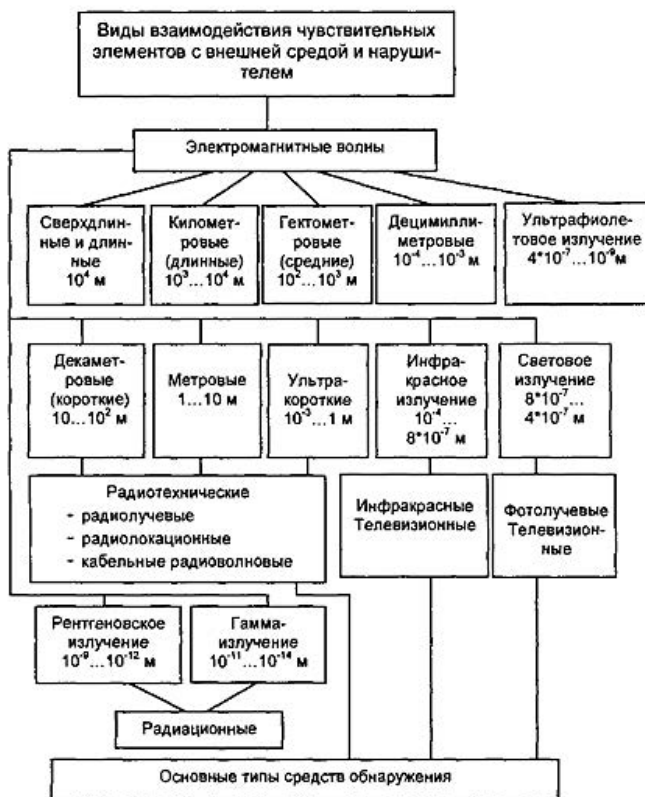 Виды взаимодействия чувствительных
элементов с внешней средой и наруши-
телем
Электромагнитные волны
Сверхдлин-
ные и длин-
ные
10⁴ м
Километ-
ровые
(длинные)
10³...10⁴ м
Гектомет-
ровые
(средние)
10²...10³ м
Децимилли-
метровые
10⁻⁴...10⁻³ м
Ультрафиоле-
товое излучение
4*10⁻⁷...10⁻⁹м
Декамет-
ровые
(короткие)
10...10² м
Метровые
1...10 м
Ультра-
короткие
10⁻³...1 м
Инфра-
красное
излучение
10⁻⁴...
8*10⁻⁷ м
Световое
излучение
8*10⁻⁷...
4*10⁻⁷ м
Радиотехнические
- радиолучевые
- радиолокационные
- кабельные радиоволновые
Инфракрасные
Телевизионные
Фотолучевые
Телевизион-
ные
Рентгеновское
излучение
10⁻⁹...10⁻¹² м
Гамма-
излучение
10⁻¹¹...10⁻¹⁴ м
Радиационные
Основные типы средств обнаружения